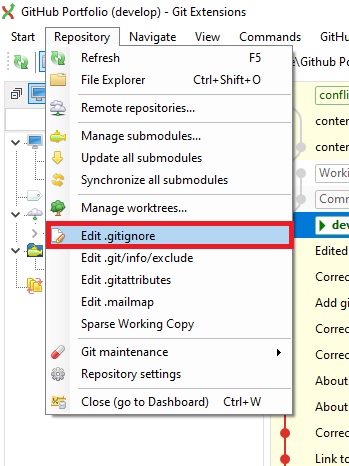 GitHub Portfolio (develop) - Git Extensions
Start Repository Navigate View Commands GitH
Refresh F5
File Explorer Ctrl+Shift+O
Remote repositories...
Manage submodules...
Update all submodules
Synchronize all submodules
Manage worktrees...
Edit .gitignore
Edit .git/info/exclude
Edit .gitattributes
Edit .mailmap
Sparse Working Copy
Git maintenance
Repository settings
Close (go to Dashboard) Ctrl+W
e\Github Po
confli
conten
conten
Workin
Comm
dev
Edited
Correc
Add gi
Correc
Correc
About
About
Correc
Link to